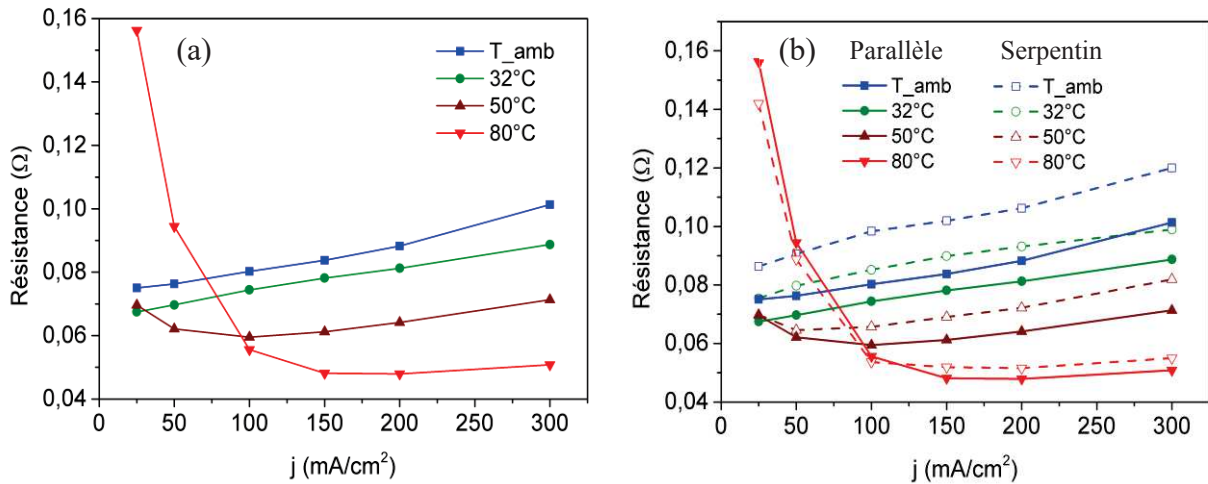 (a)
T_amb
32°C
50°C
80°C
0,16
0,14
0,12
0,10
0,08
0,06
0,04
Résistance (Ω)
0 50 100 150 200 250 300
j (mA/cm²)
(b)
Parallèle Serpentin
T_amb T_amb
32°C 32°C
50°C 50°C
80°C 80°C
0,16
0,14
0,12
0,10
0,08
0,06
0,04
Résistance (Ω)
0 50 100 150 200 250 300
j (mA/cm²)